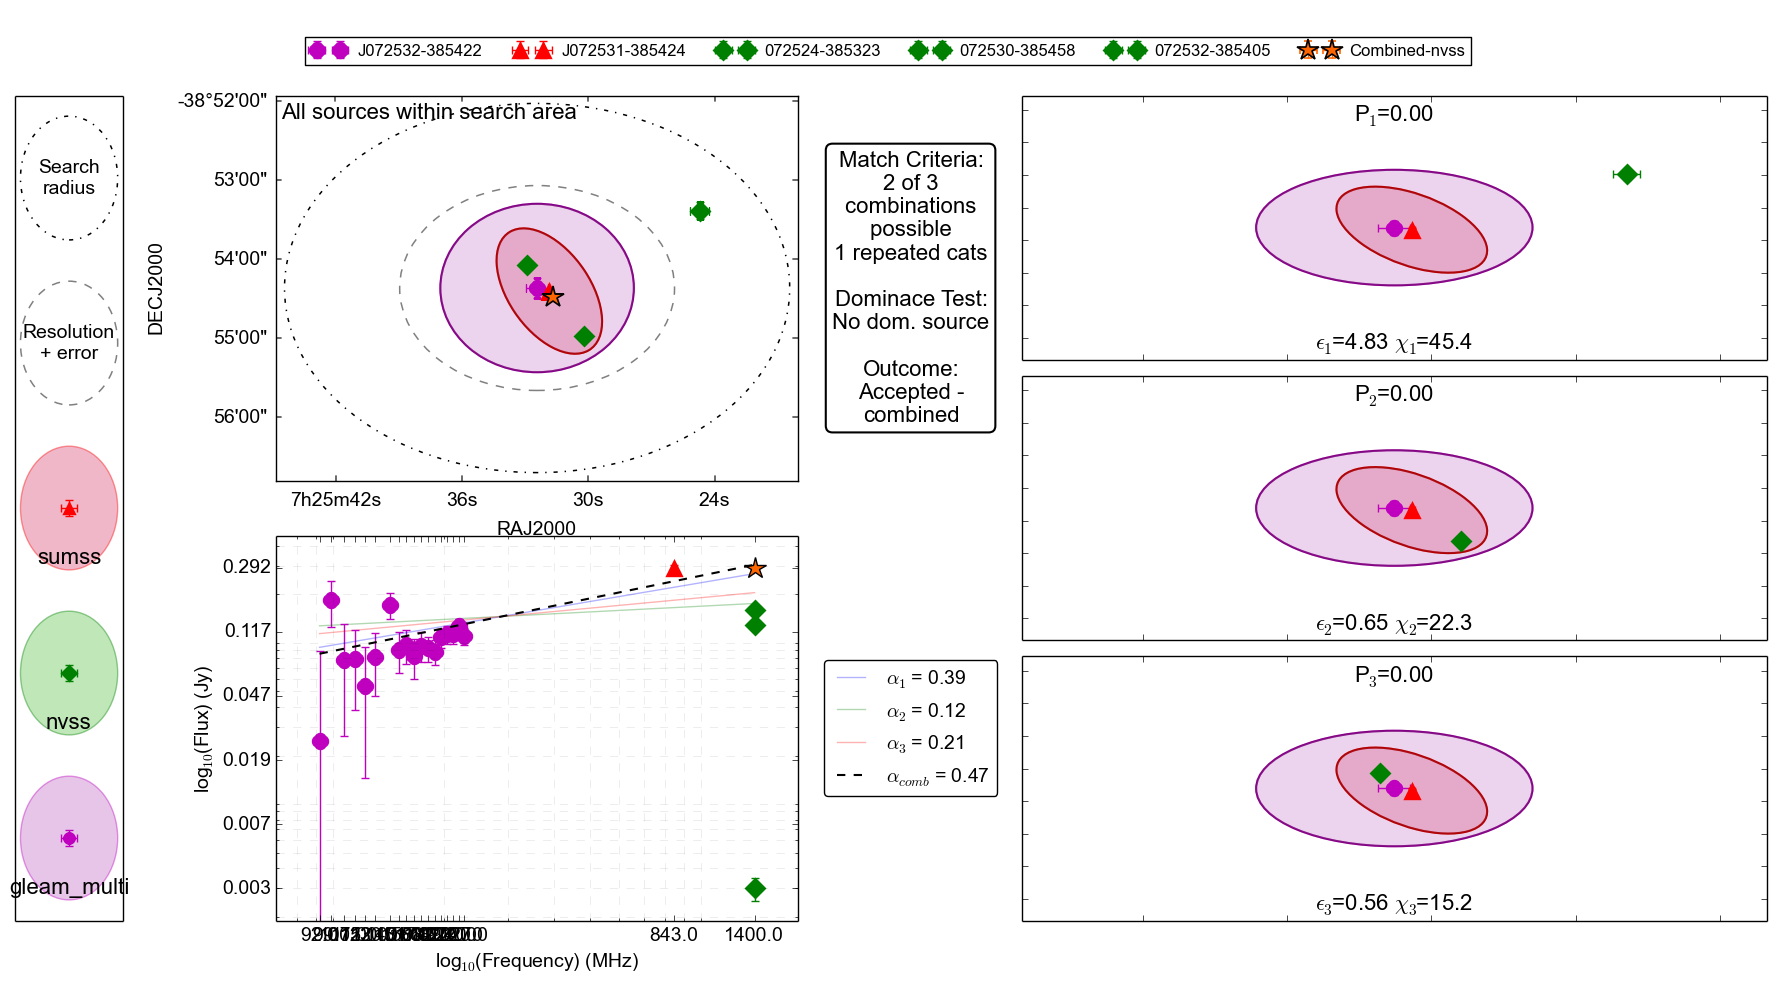 J072532-385422 J072531-385424 072524-385323 072530-385458 072532-385405 Combined-nvss
Search
radius
Resolution
+ error
sumss
nvss
gleam_multi
All sources within search area
-38°52'00"
53'00"
54'00"
55'00"
56'00"
DECJ2000
7h25m42s 36s 30s 24s
RAJ2000
Match Criteria:
2 of 3
combinations
possible
1 repeated cats
Dominace Test:
No dom. source
Outcome:
Accepted -
combined
0.292
0.117
0.047
0.019
0.007
0.003
log10(Flux) (Jy)
843.0 1400.0
log10(Frequency) (MHz)
α1 = 0.39
α2 = 0.12
α3 = 0.21
αcomb = 0.47
P1=0.00
ϵ1=4.83 χ1=45.4
P2=0.00
ϵ2=0.65 χ2=22.3
P3=0.00
ϵ3=0.56 χ3=15.2